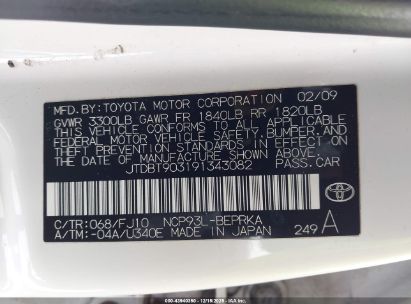 MFD.BY: TOYOTA MOTOR CORPORATION 02/09
GVWR 3300LB GAWR FR 1840LB RR 1820LB
THIS VEHICLE CONFORMS TO ALL APPLICABLE
FEDERAL MOTOR VEHICLE SAFETY, BUMPER, AND
THEFT PREVENTION STANDARDS IN EFFECT ON
THE DATE OF MANUFACTURE SHOWN ABOVE.
JTDBT903191343082 PASS.CAR
C/TR:068/FJ10 NCP93L-BEPRKA
A/TM:-04A/U340E MADE IN JAPAN 249 A
TOYOTA